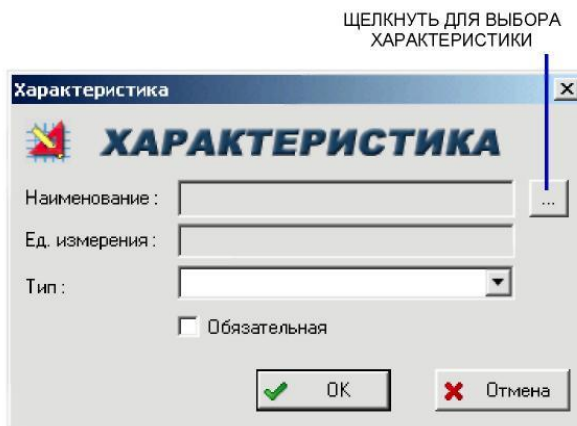 ЩЕЛКНУТЬ ДЛЯ ВЫБОРА
ХАРАКТЕРИСТИКИ
Характеристика
ХАРАКТЕРИСТИКА
Наименование :
...
Ед. измерения :
Тип :
Обязательная
OK
Отмена